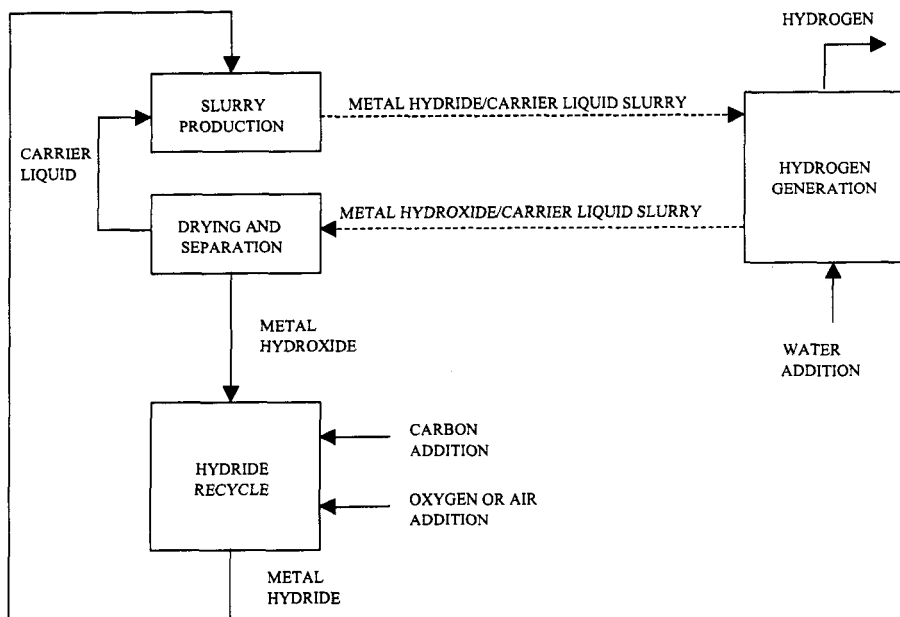 HYDROGEN
SLURRY
PRODUCTION
METAL HYDRIDE/CARRIER LIQUID SLURRY
CARRIER
LIQUID
HYDROGEN
GENERATION
DRYING AND
SEPARATION
METAL HYDROXIDE/CARRIER LIQUID SLURRY
METAL
HYDROXIDE
WATER
ADDITION
HYDRIDE
RECYCLE
CARBON
ADDITION
OXYGEN OR AIR
ADDITION
METAL
HYDRIDE